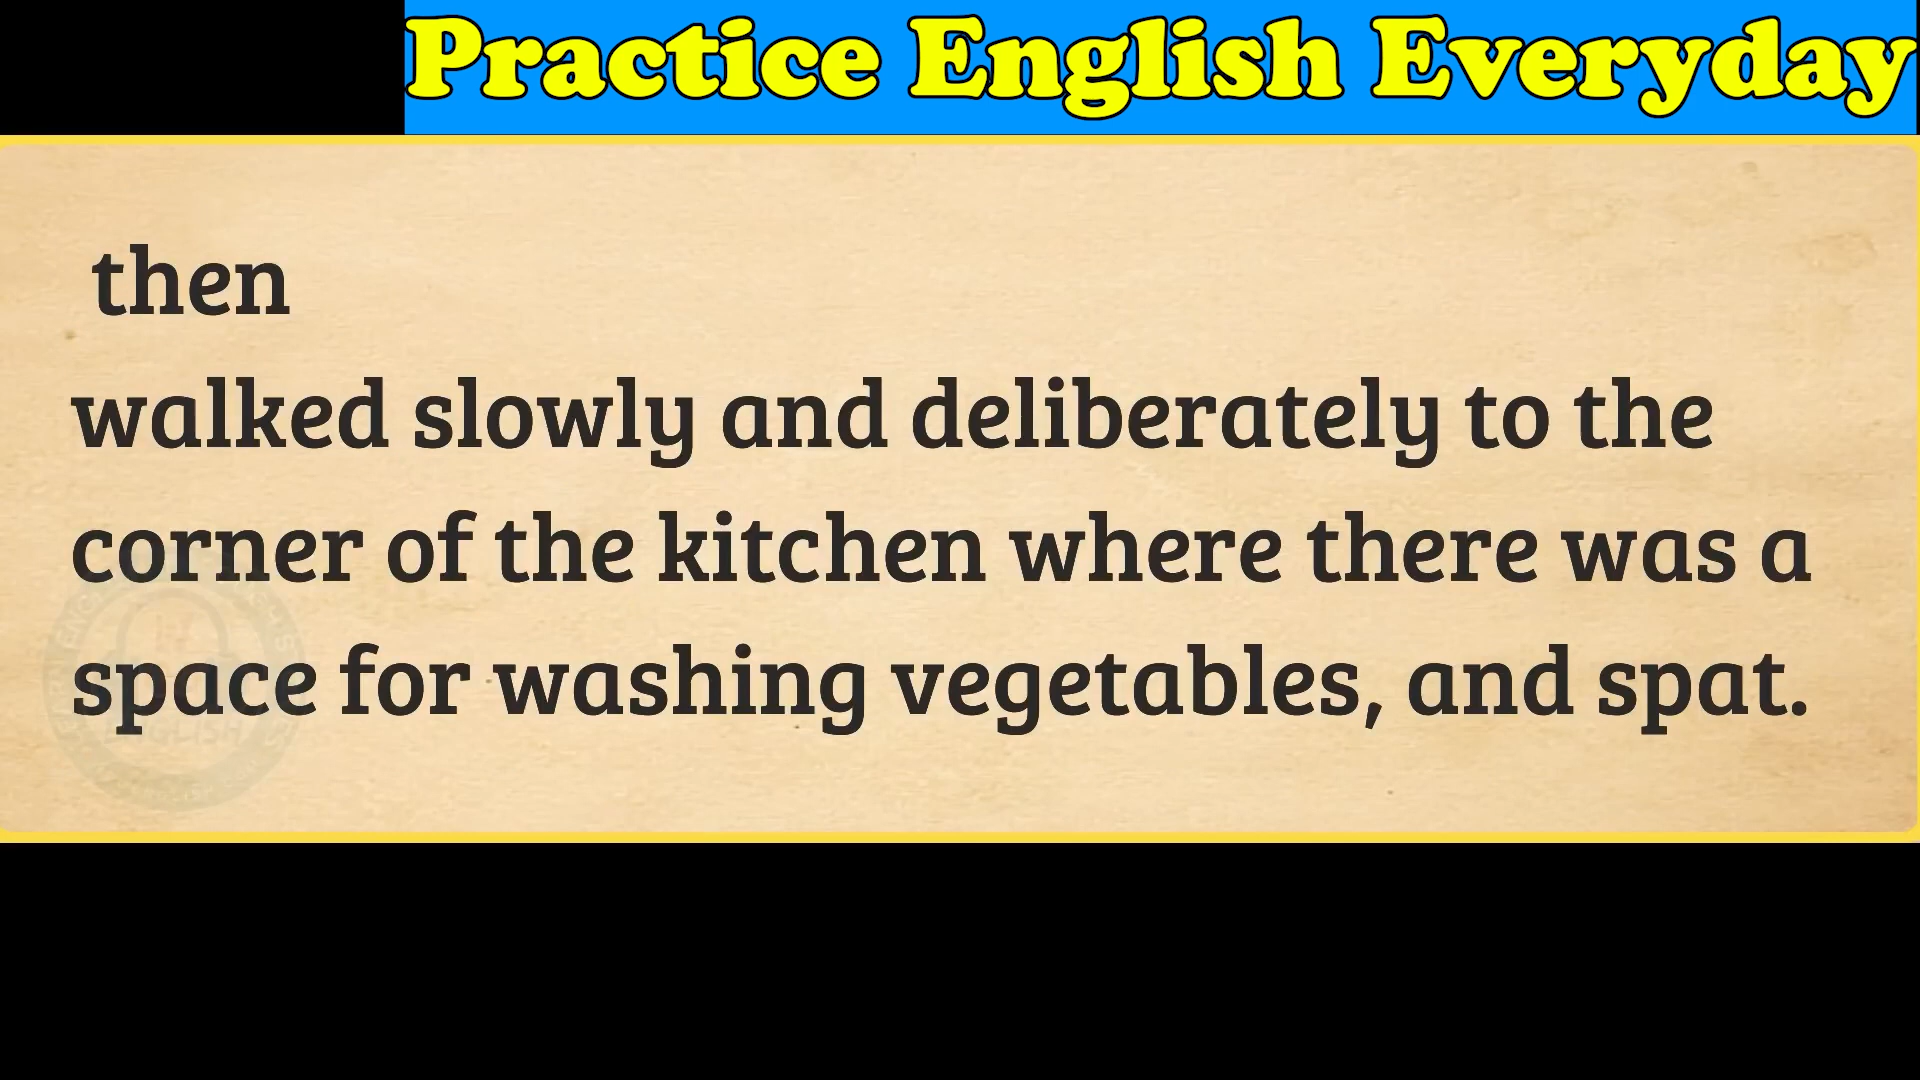 Practice English Everyday
then
walked slowly and deliberately to the
corner of the kitchen where there was a
space for washing vegetables, and spat.
ENGLISH